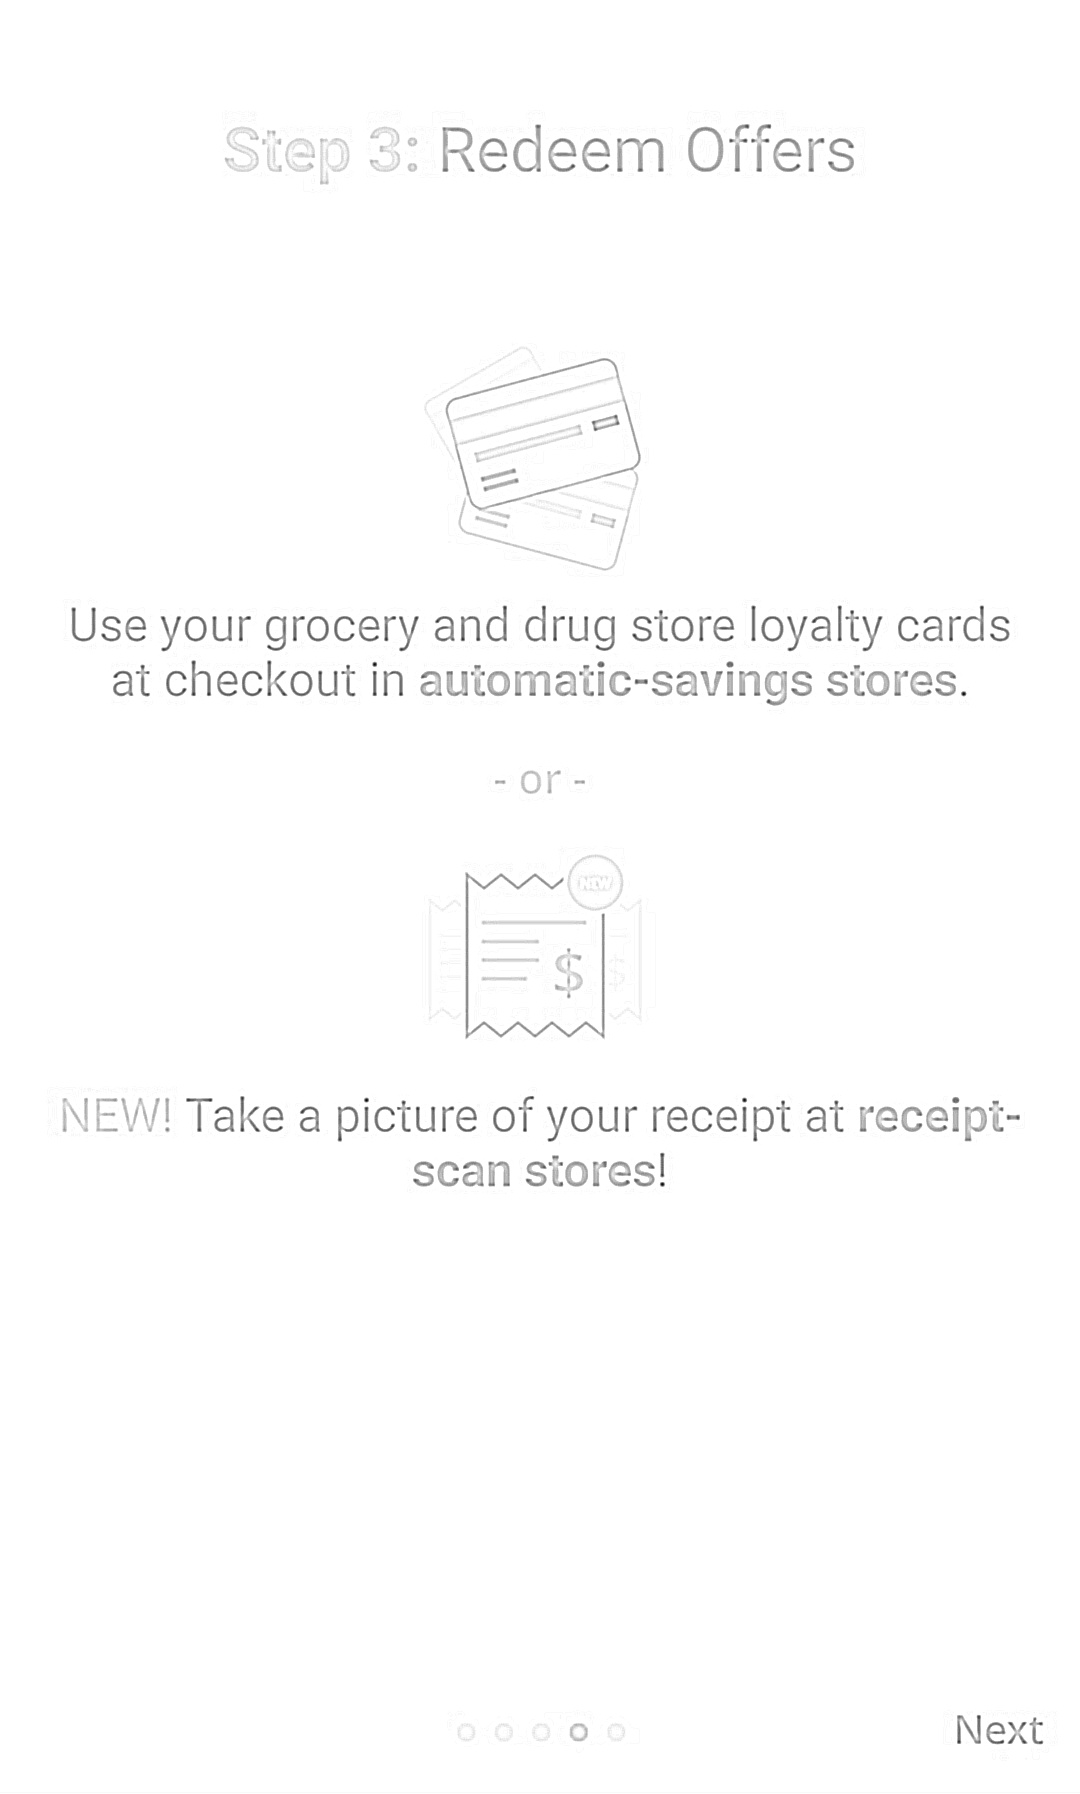 Step 3: Redeem Offers
Use your grocery and drug store loyalty cards
at checkout in automatic-savings stores.
- or -
NEW
$
NEW! Take a picture of your receipt at receipt-
scan stores!
Next